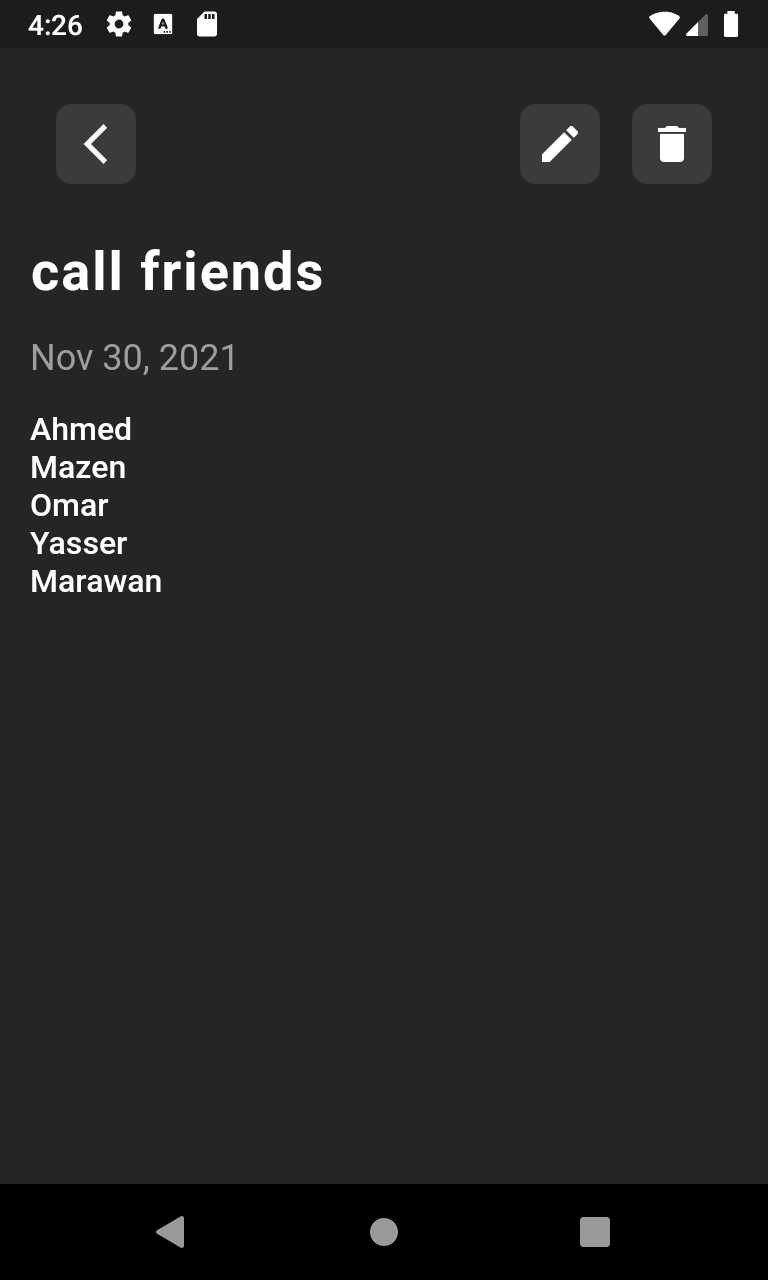 4:26
call friends
Nov 30, 2021
Ahmed
Mazen
Omar
Yasser
Marawan